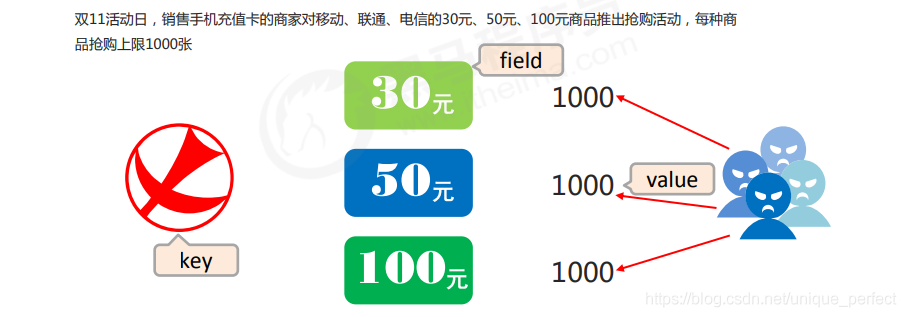 双11活动日，销售手机充值卡的商家对移动、联通、电信的30元、50元、100元商品推出抢购活动，每种商
品抢购上限1000张
field
30元
1000
50元
1000
value
key
100元
1000
https://blog.csdn.net/unique_perfect